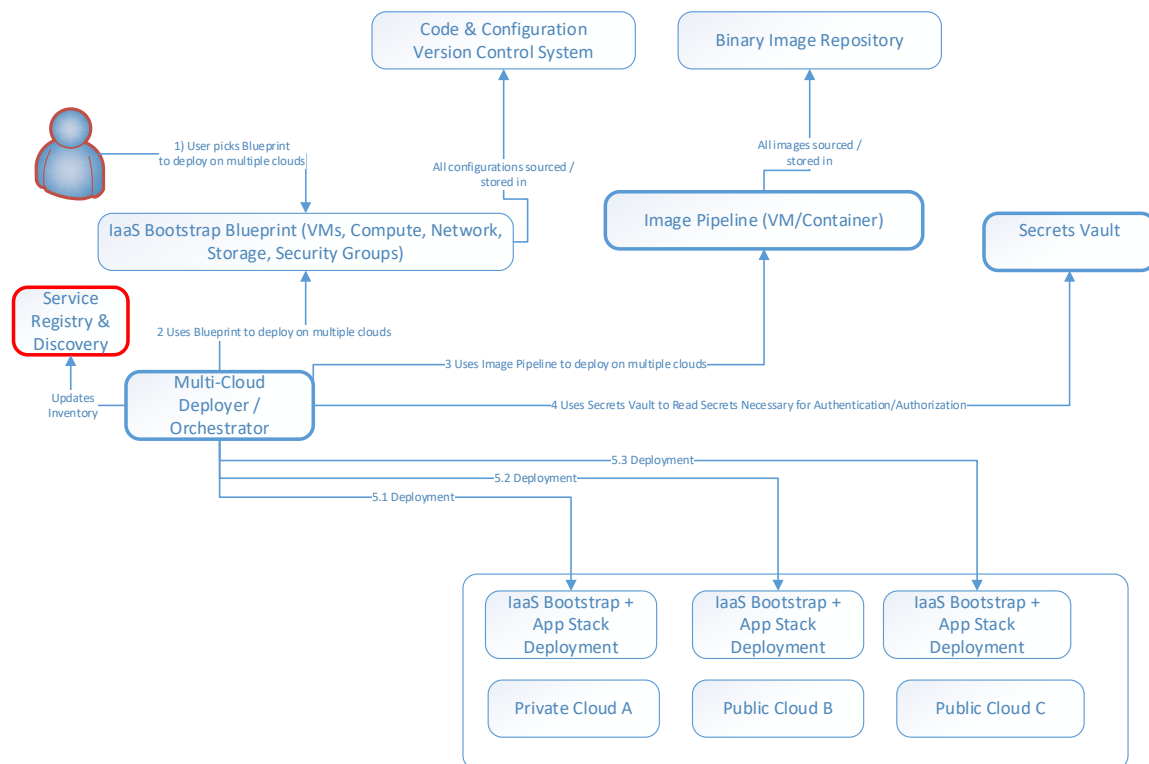 Code & Configuration
Version Control System
Binary Image Repository
1) User picks Blueprint
to deploy on multiple clouds
All configurations sourced /
stored in
All images sourced /
stored in
IaaS Bootstrap Blueprint (VMs, Compute, Network,
Storage, Security Groups)
Image Pipeline (VM/Container)
Secrets Vault
Service
Registry &
Discovery
2 Uses Blueprint to deploy on multiple clouds
3 Uses Image Pipeline to deploy on multiple clouds
Updates
Inventory
Multi-Cloud
Deployer /
Orchestrator
4 Uses Secrets Vault to Read Secrets Necessary for Authentication/Authorization
5.3 Deployment
5.2 Deployment
5.1 Deployment
IaaS Bootstrap +
App Stack
Deployment
IaaS Bootstrap +
App Stack
Deployment
IaaS Bootstrap +
App Stack
Deployment
Private Cloud A
Public Cloud B
Public Cloud C